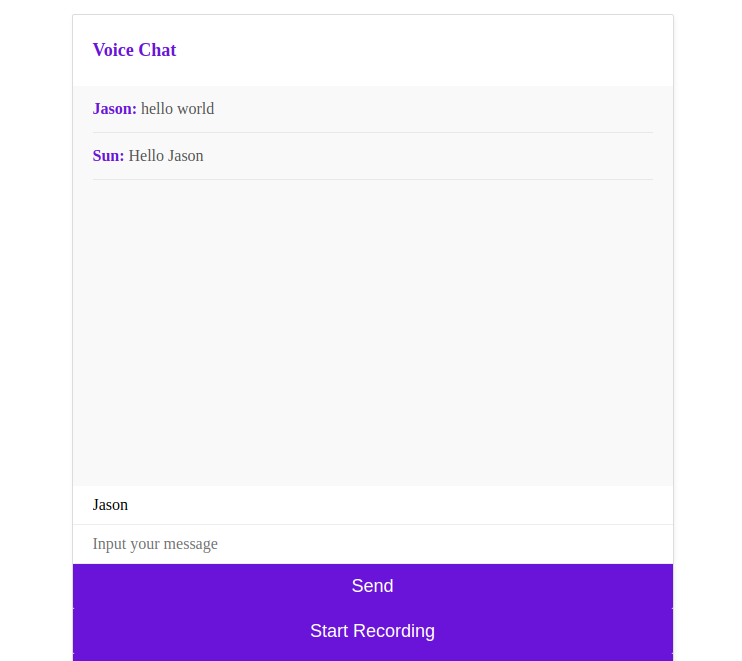 Voice Chat
Jason: hello world
Sun: Hello Jason
Jason
Input your message
Send
Start Recording